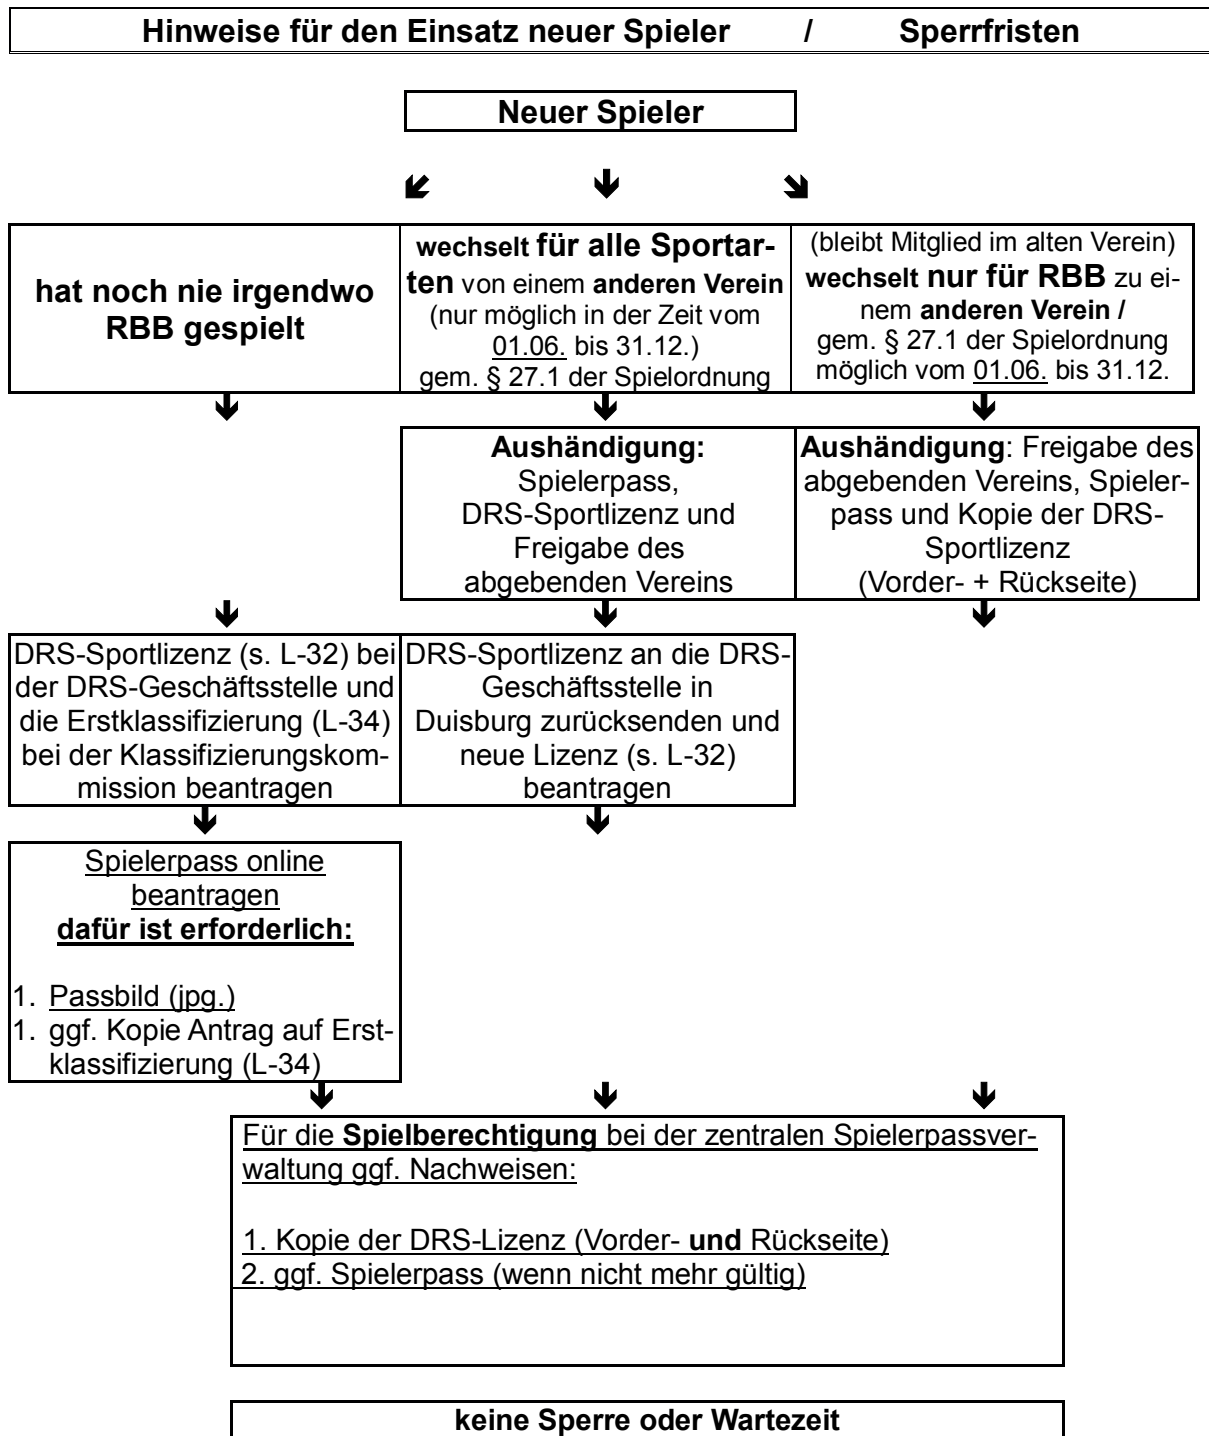 Hinweise für den Einsatz neuer Spieler / Sperrfristen
Neuer Spieler
hat noch nie irgendwo
RBB gespielt
wechselt für alle Sportar-
ten von einem anderen Verein
(nur möglich in der Zeit vom
01.06. bis 31.12.)
gem. § 27.1 der Spielordnung
(bleibt Mitglied im alten Verein)
wechselt nur für RBB zu ei-
nem anderen Verein /
gem. § 27.1 der Spielordnung
möglich vom 01.06. bis 31.12.
Aushändigung:
Spielerpass,
DRS-Sportlizenz und
Freigabe des
abgebenden Vereins
Aushändigung: Freigabe des
abgebenden Vereins, Spieler-
pass und Kopie der DRS-
Sportlizenz
(Vorder- + Rückseite)
DRS-Sportlizenz (s. L-32) bei
der DRS-Geschäftsstelle und
die Erstklassifizierung (L-34)
bei der Klassifizierungskom-
mission beantragen
DRS-Sportlizenz an die DRS-
Geschäftsstelle in
Duisburg zurücksenden und
neue Lizenz (s. L-32)
beantragen
Spielerpass online
beantragen
dafür ist erforderlich:
1. Passbild (jpg.)
1. ggf. Kopie Antrag auf Erst-
klassifizierung (L-34)
Für die Spielberechtigung bei der zentralen Spielerpassver-
waltung ggf. Nachweisen:
1. Kopie der DRS-Lizenz (Vorder- und Rückseite)
2. ggf. Spielerpass (wenn nicht mehr gültig)
keine Sperre oder Wartezeit